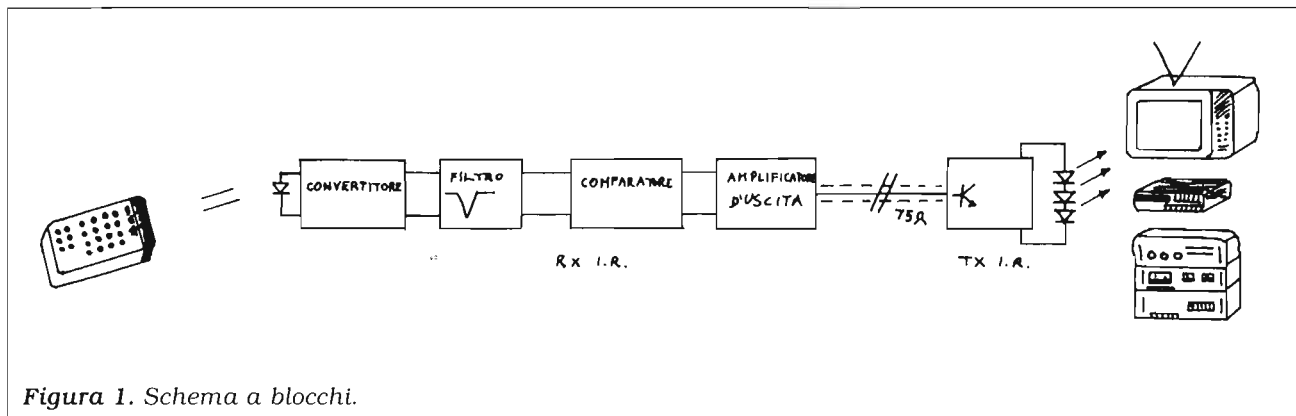 CONVERTITORE
FILTRO
COMPARATORE
AMPLIFICATORE
D'USCITA
75Ω
RX I.R.
TX I.R.
Figura 1. Schema a blocchi.